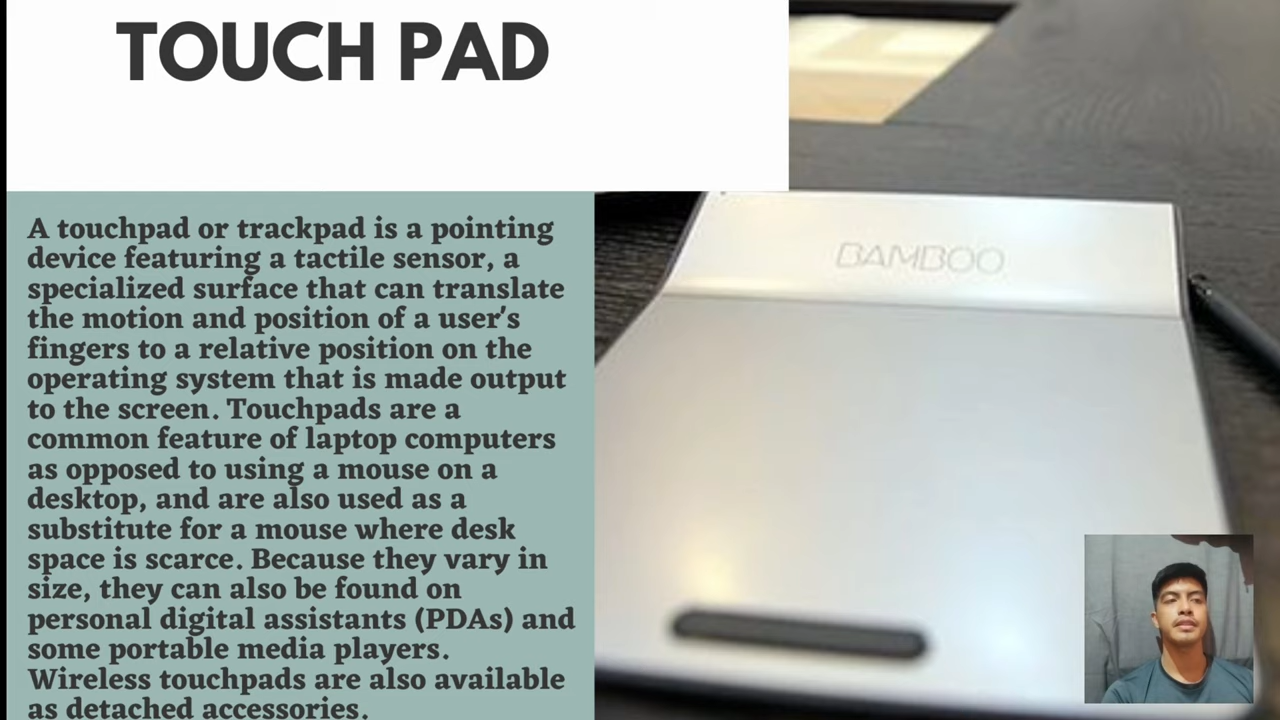 TOUCH PAD
A touchpad or trackpad is a pointing
device featuring a tactile sensor, a
specialized surface that can translate
the motion and position of a user's
fingers to a relative position on the
operating system that is made output
to the screen. Touchpads are a
common feature of laptop computers
as opposed to using a mouse on a
desktop, and are also used as a
substitute for a mouse where desk
space is scarce. Because they vary in
size, they can also be found on
personal digital assistants (PDAs) and
some portable media players.
Wireless touchpads are also available
as detached accessories.
BAMBOO